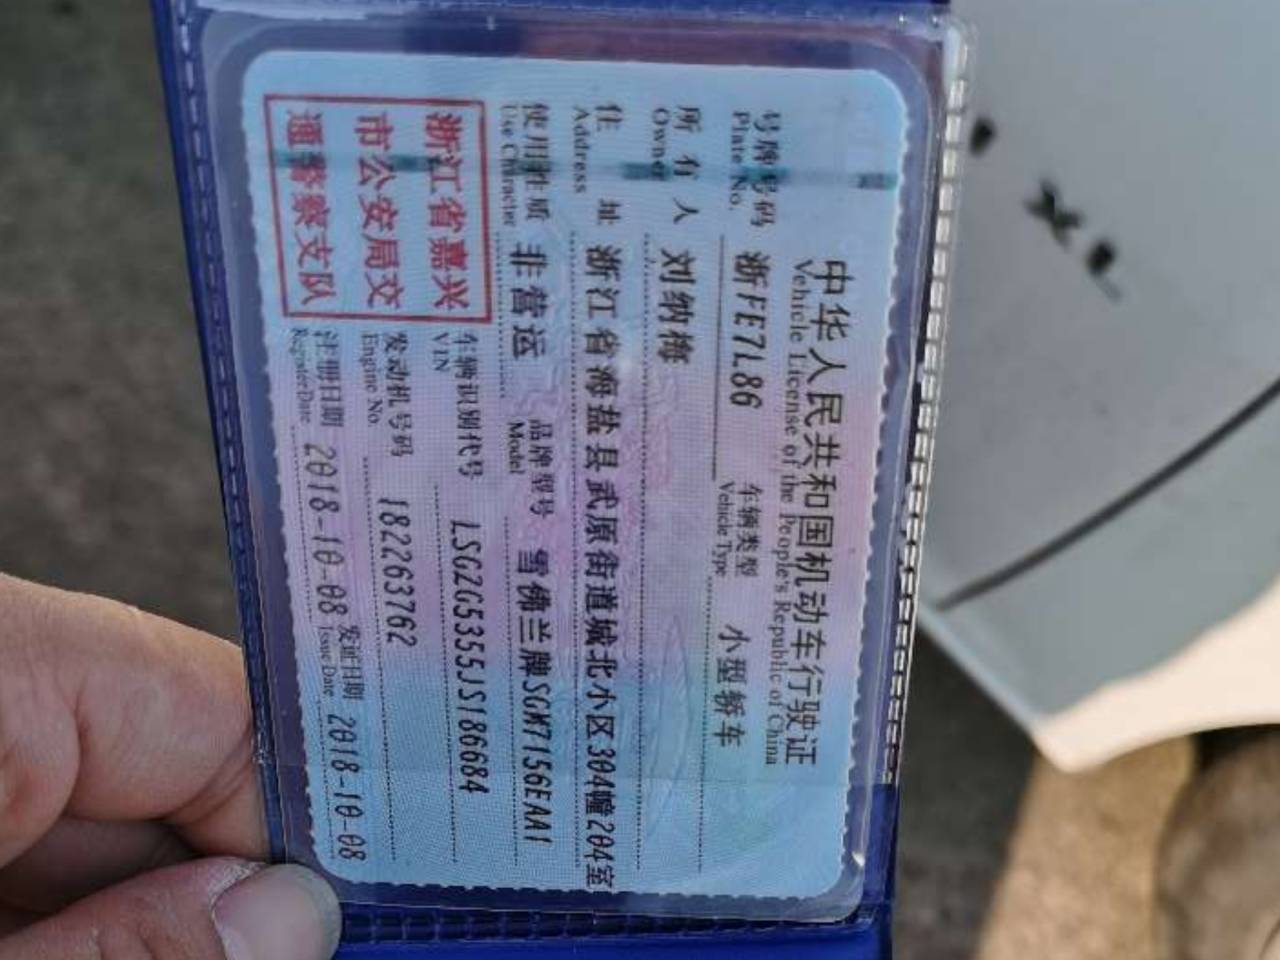 中华人民共和国机动车行驶证
Vehicle License of the People's Republic of China
号牌号码 浙FE7L86 车辆类型 小型轿车
Plate No. Vehicle Type
所有人 刘纳梅
Owner
住址 浙江省海盐县武原街道城北小区304幢204室
Address
使用性质 非营运 品牌型号 雪佛兰牌SGM7156EAA1
Use Character Model
浙江省嘉兴
市公安局交
通警察支队
车辆识别代号 LSGZG5355JS186684
VIN
发动机号码 182263762
Engine No.
注册日期 2018-10-08 发证日期 2018-10-08
Register Date Issue Date